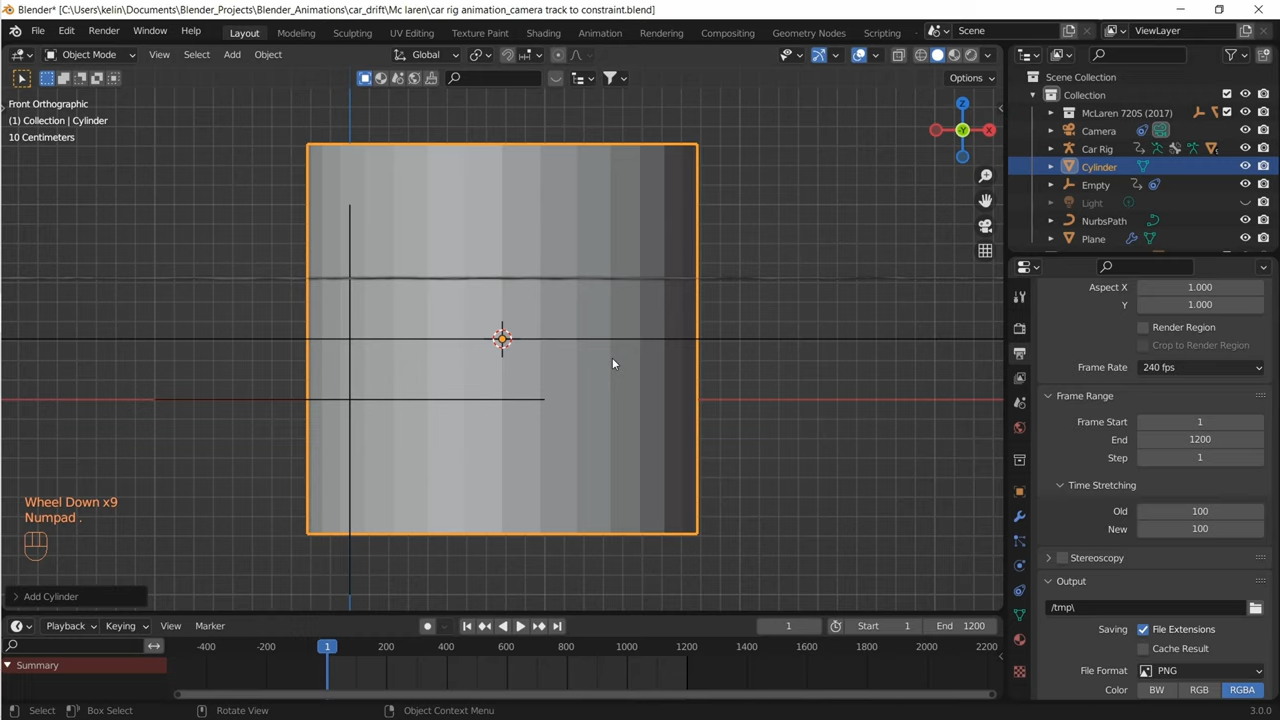 Blender* [C:\Users\kelin\Documents\Blender_Projects\Blender_Animations\car_drift\Mc laren\car rig animation_camera track to constraint.blend]
File Edit Render Window Help Layout Modeling Sculpting UV Editing Texture Paint Shading Animation Rendering Compositing Geometry Nodes Scripting Scene ViewLayer
Object Mode View Select Add Object Global
Options
Front Orthographic
(1) Collection | Cylinder
10 Centimeters
Z
X
-Y
Wheel Down x9
Numpad .
Add Cylinder
Scene Collection
Collection
McLaren 720S (2017)
Camera
Car Rig
Cylinder
Empty
Light
NurbsPath
Plane
Aspect X 1.000
Y 1.000
Render Region
Crop to Render Region
Frame Rate 240 fps
Frame Range
Frame Start 1
End 1200
Step 1
Time Stretching
Old 100
New 100
Stereoscopy
Output
/tmp\
Saving File Extensions
Cache Result
File Format PNG
Color BW RGB RGBA
Playback Keying View Marker 1 Start 1 End 1200
-400 -200 1 200 400 600 800 1000 1200 1400 1600 1800 2000 2200
Summary
Select Box Select Rotate View Object Context Menu 3.0.0